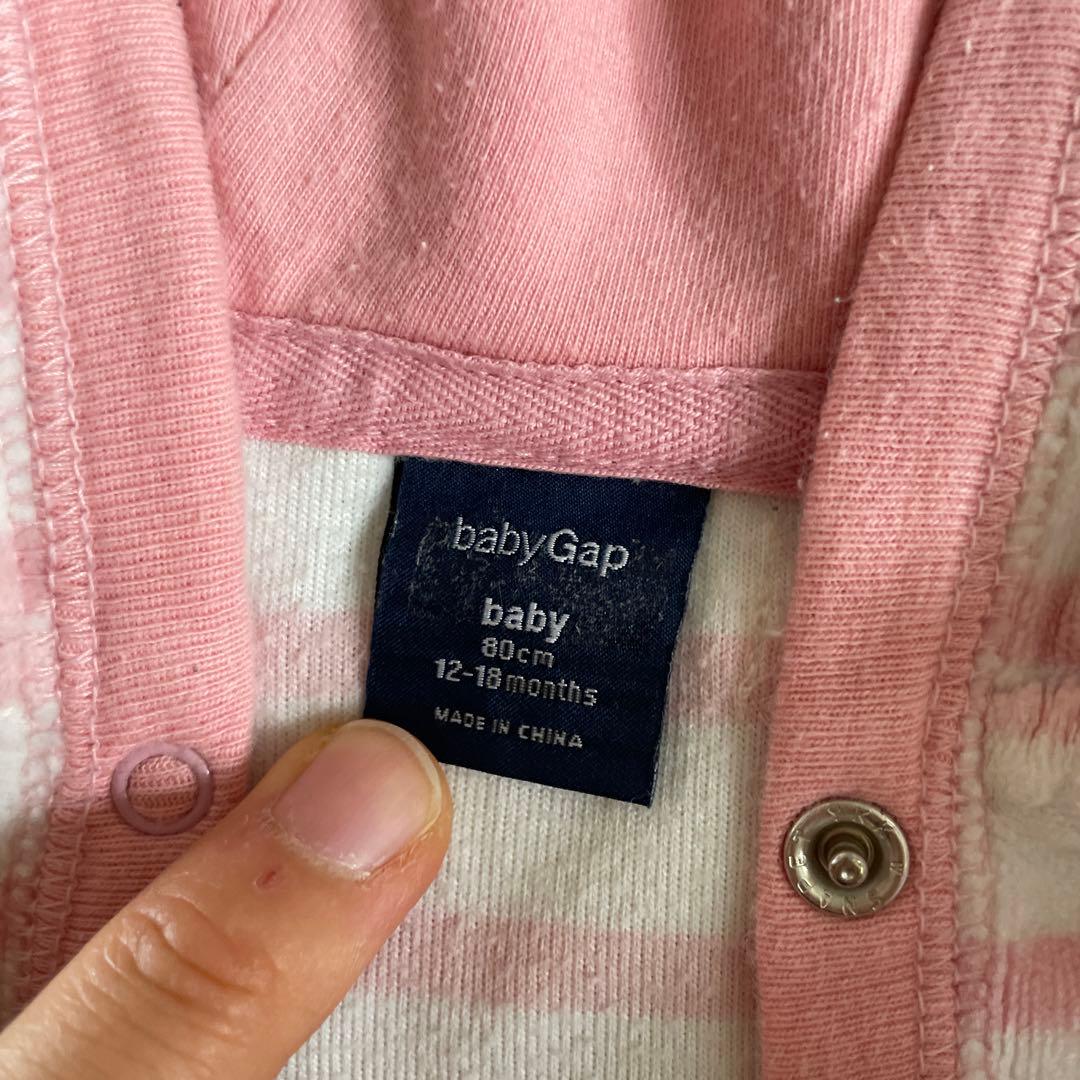 babyGap
baby
80cm
12-18 months
MADE IN CHINA